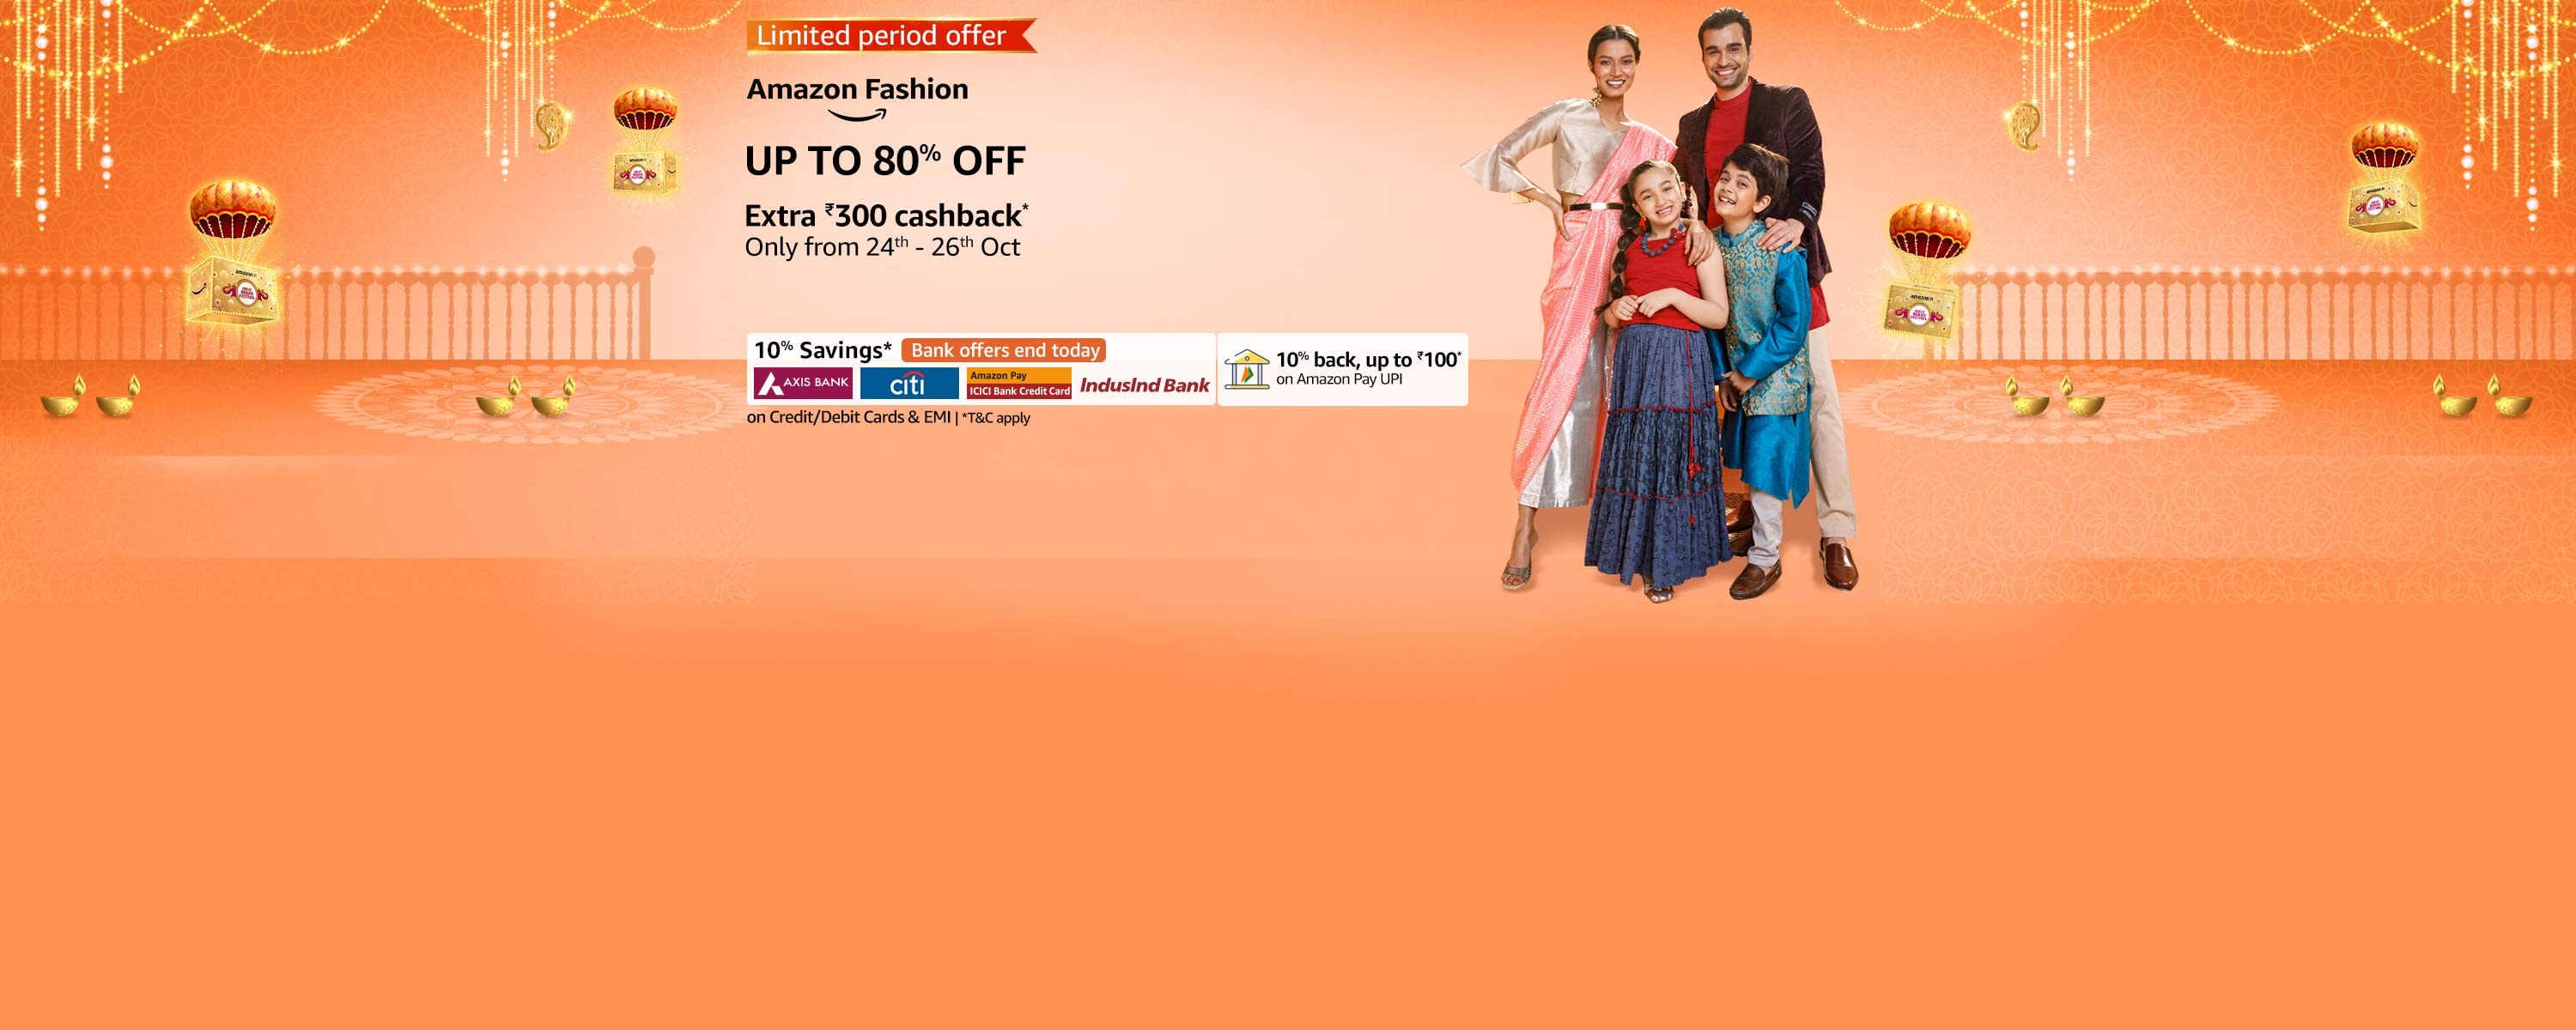 Limited period offer
Amazon Fashion
UP TO 80% OFF
Extra ₹300 cashback*
Only from 24th - 26th Oct
10% Savings* Bank offers end today
AXIS BANK citi Amazon Pay ICICI Bank Credit Card IndusInd Bank
10% back, up to ₹100*
on Amazon Pay UPI
on Credit/Debit Cards & EMI | *T&C apply